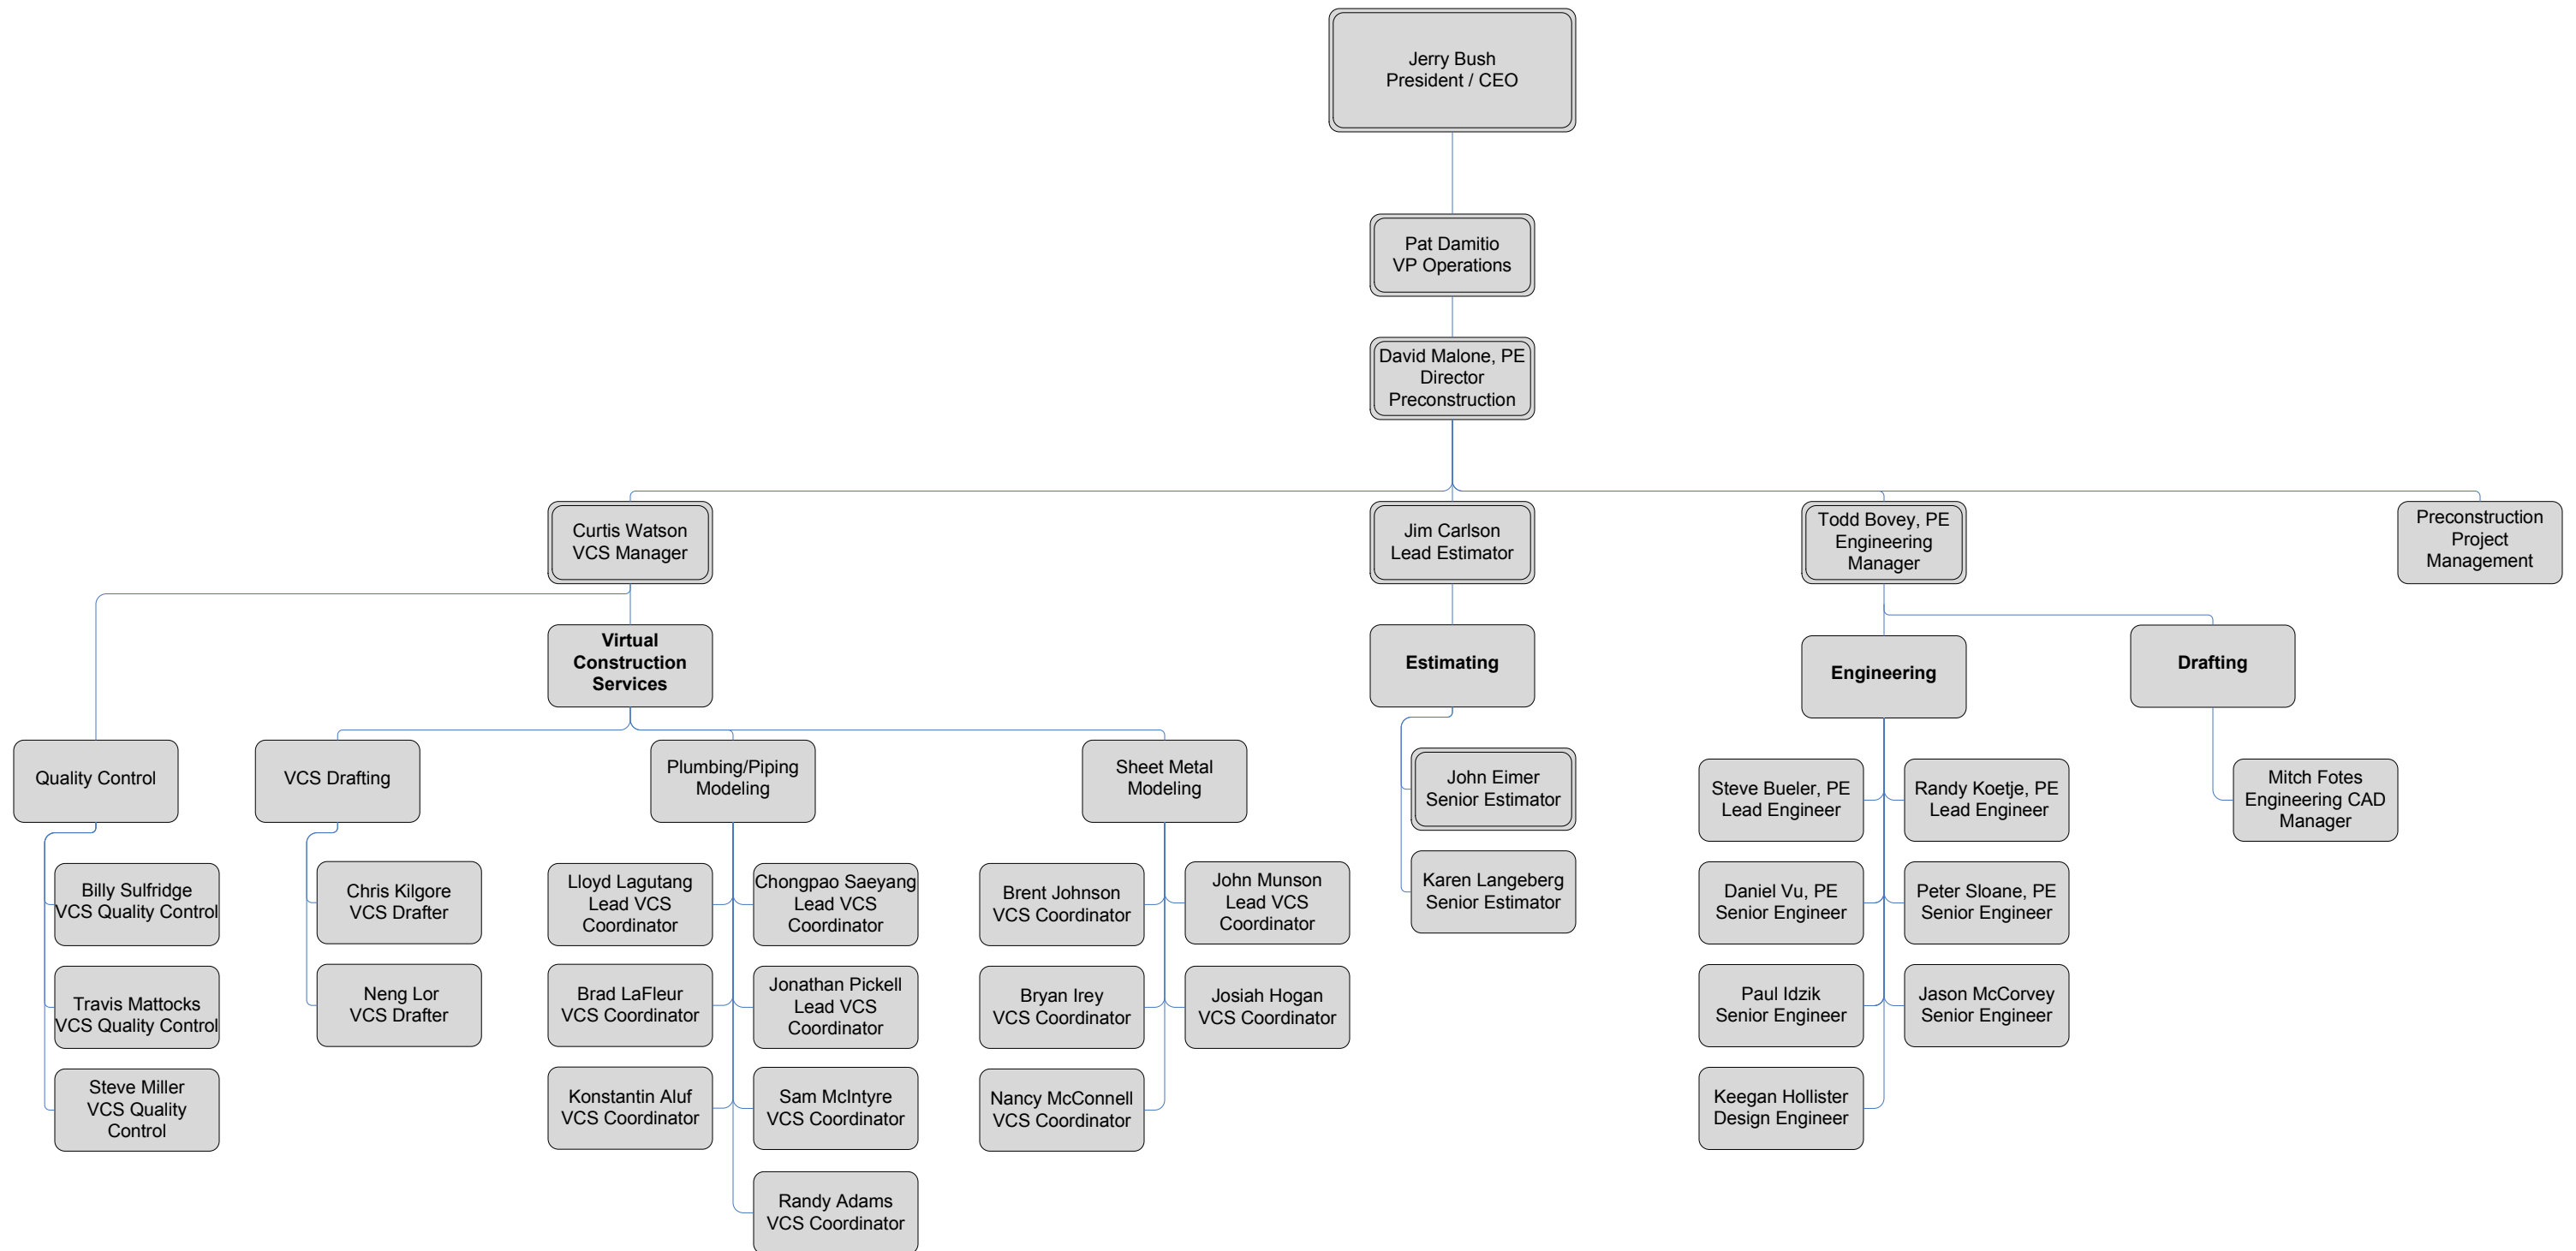 Jerry Bush
President / CEO
Pat Damitio
VP Operations
David Malone, PE
Director
Preconstruction
Curtis Watson
VCS Manager
Jim Carlson
Lead Estimator
Todd Bovey, PE
Engineering
Manager
Preconstruction
Project
Management
Virtual
Construction
Services
Estimating
Engineering
Drafting
Quality Control
VCS Drafting
Plumbing/Piping
Modeling
Sheet Metal
Modeling
John Eimer
Senior Estimator
Steve Bueler, PE
Lead Engineer
Randy Koetje, PE
Lead Engineer
Mitch Fotes
Engineering CAD
Manager
Billy Sulfridge
VCS Quality Control
Chris Kilgore
VCS Drafter
Lloyd Lagutang
Lead VCS
Coordinator
Chongpao Saeyang
Lead VCS
Coordinator
Brent Johnson
VCS Coordinator
John Munson
Lead VCS
Coordinator
Karen Langeberg
Senior Estimator
Daniel Vu, PE
Senior Engineer
Peter Sloane, PE
Senior Engineer
Travis Mattocks
VCS Quality Control
Neng Lor
VCS Drafter
Brad LaFleur
VCS Coordinator
Jonathan Pickell
Lead VCS
Coordinator
Bryan Irey
VCS Coordinator
Josiah Hogan
VCS Coordinator
Paul Idzik
Senior Engineer
Jason McCorvey
Senior Engineer
Steve Miller
VCS Quality
Control
Konstantin Aluf
VCS Coordinator
Sam McIntyre
VCS Coordinator
Nancy McConnell
VCS Coordinator
Keegan Hollister
Design Engineer
Randy Adams
VCS Coordinator